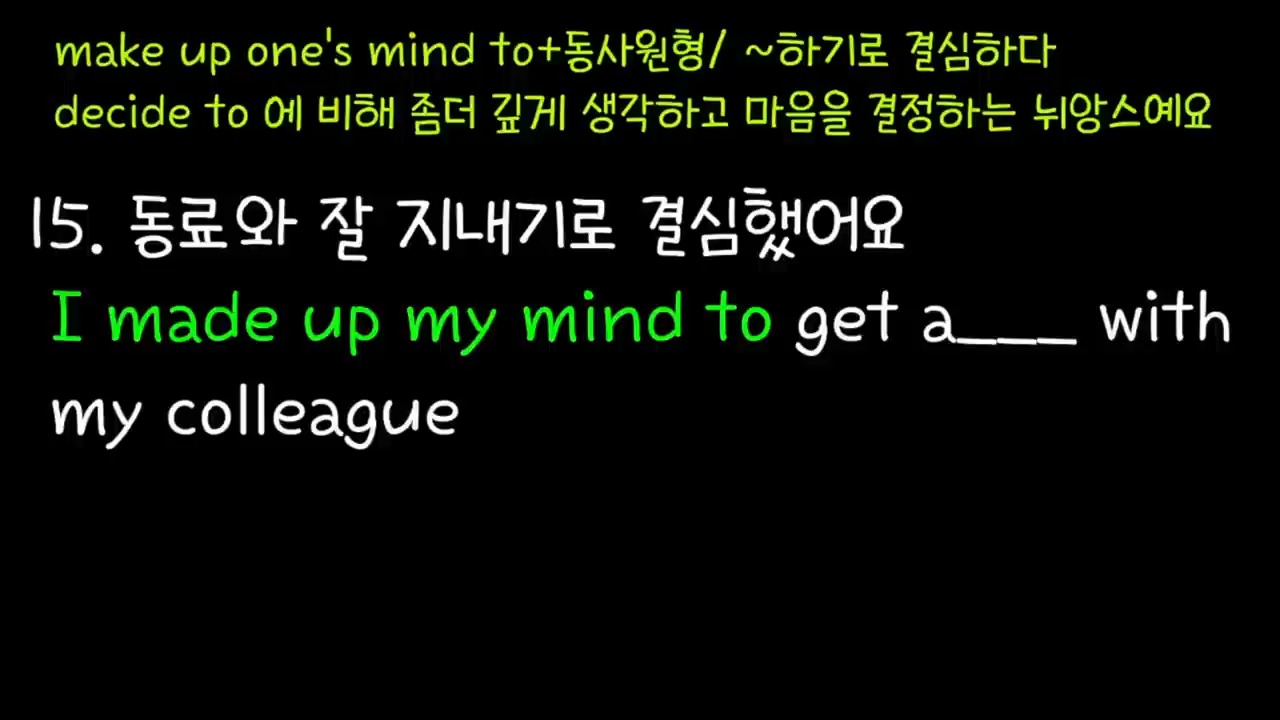 make up one's mind to+동사원형/ ~하기로 결심하다
decide to 에 비해 좀더 깊게 생각하고 마음을 결정하는 뉘앙스예요
15. 동료와 잘 지내기로 결심했어요
I made up my mind to get a___ with
my colleague